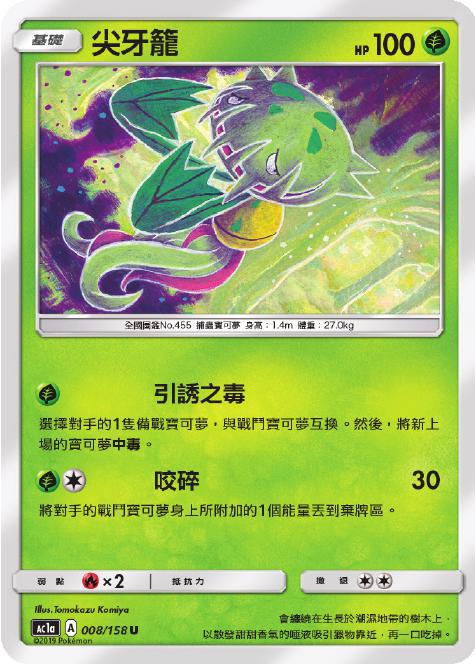 基礎 尖牙籠 HP 100
全國圖鑑No.455 捕蟲寶可夢 身高：1.4m 體重：27.0kg
引誘之毒
選擇對手的1隻備戰寶可夢，與戰鬥寶可夢互換。然後，將新上
場的寶可夢中毒。
咬碎 30
將對手的戰鬥寶可夢身上所附加的1個能量丟到棄牌區。
弱點 ×2 抵抗力 撤退
Illus.Tomokazu Komiya
AC1a A 008/158 U
©2019 Pokémon
會纏繞在生長於潮濕地帶的樹木上，
以散發甜甜香氣的唾液吸引獵物靠近，再一口吃掉。